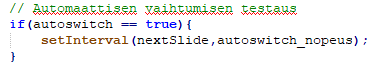 // Automaattisen vaihtumisen testaus
if(autoswitch == true){
setInterval(nextSlide,autoswitch_nopeus);
}